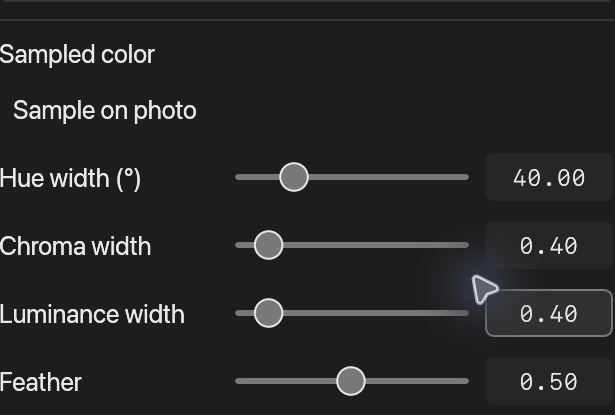 Sampled color
Sample on photo
Hue width (°) 40.00
Chroma width 0.40
Luminance width 0.40
Feather 0.50